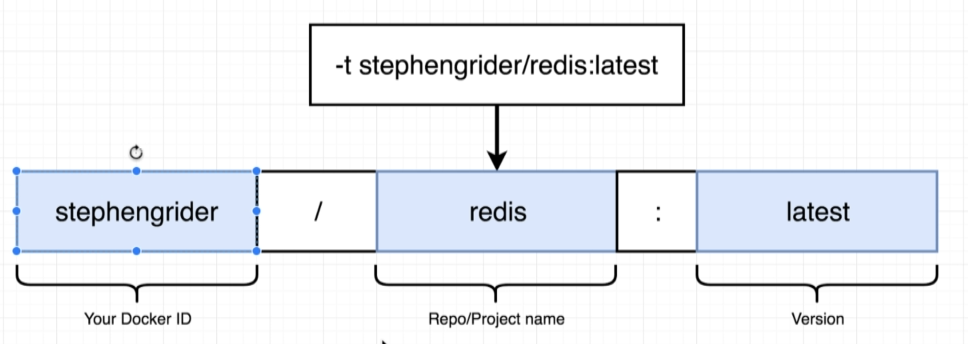 -t stephengrider/redis:latest
stephengrider / redis : latest
Your Docker ID Repo/Project name Version